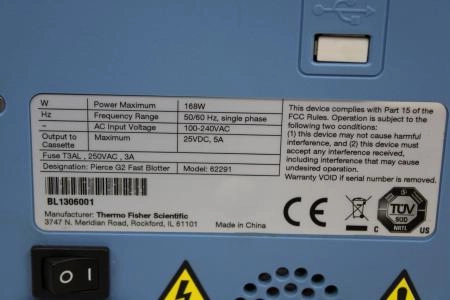 W Power Maximum 168W
Hz Frequency Range 50/60 Hz, single phase
~ AC Input Voltage 100-240VAC
Output to Maximum 25VDC, 5A
Cassette
Fuse T3AL , 250VAC , 3A
Designation: Pierce G2 Fast Blotter Model: 62291
BL1306001
Manufacturer: Thermo Fisher Scientific
3747 N. Meridian Road, Rockford, IL 61101
Made in China
This device complies with Part 15 of the
FCC Rules. Operation is subject to the
following two conditions:
(1) this device may not cause harmful
interference, and (2) this device must
accept any interference received,
including interference that may cause
undesired operation.
Warranty VOID if serial number is removed.
CE
TÜV
SÜD
NRTL
C US
O I